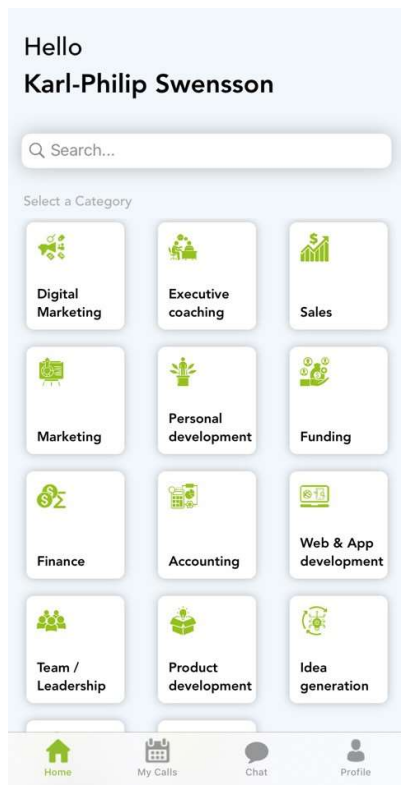 Hello
Karl-Philip Swensson
Search...
Select a Category
Digital
Marketing
Executive
coaching
Sales
Marketing
Personal
development
Funding
Finance
Accounting
Web & App
development
Team /
Leadership
Product
development
Idea
generation
Home
My Calls
Chat
Profile